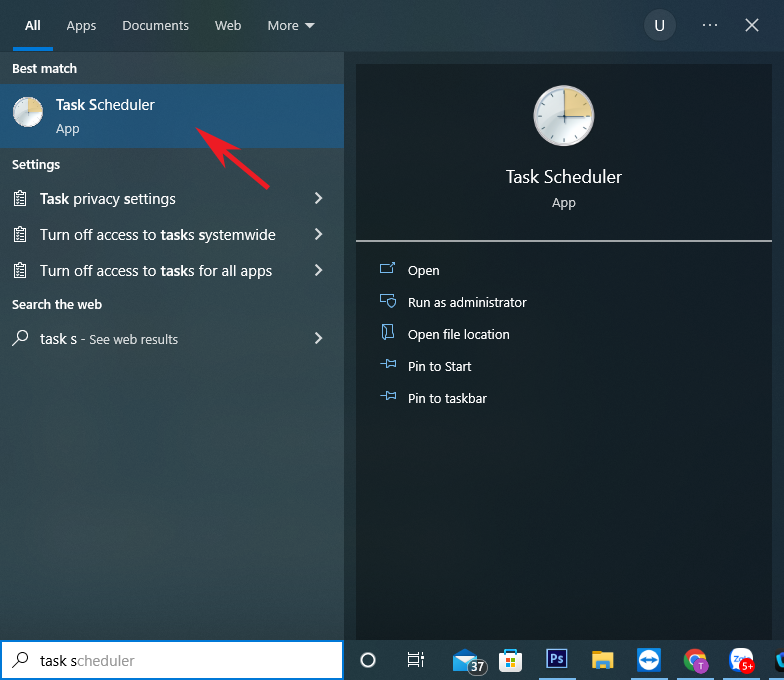 All Apps Documents Web More U
Best match
Task Scheduler
App
Settings
Task privacy settings
Turn off access to tasks systemwide
Turn off access to tasks for all apps
Search the web
task s - See web results
Task Scheduler
App
Open
Run as administrator
Open file location
Pin to Start
Pin to taskbar
task scheduler
37 Ps T Zalo 5+